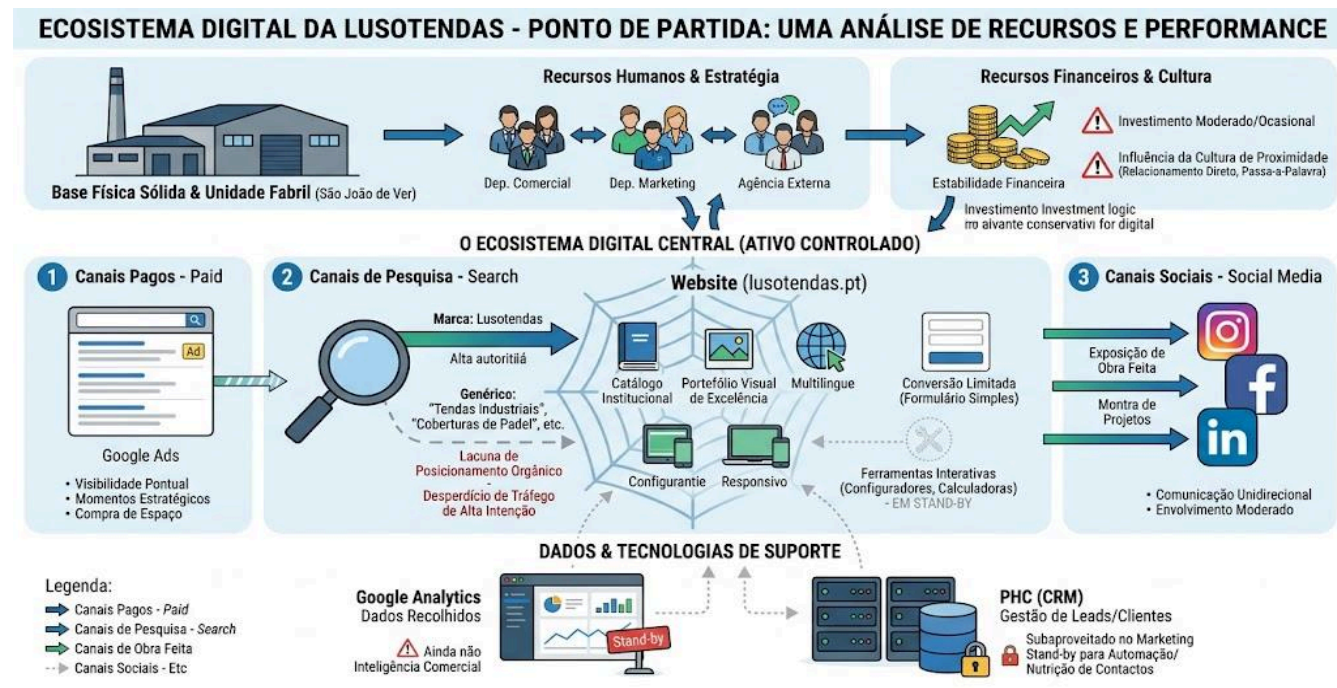 ECOSISTEMA DIGITAL DA LUSOTENDAS - PONTO DE PARTIDA: UMA ANÁLISE DE RECURSOS E PERFORMANCE
Base Física Sólida & Unidade Fabril (São João de Ver)
Recursos Humanos & Estratégia
Dep. Comercial
Dep. Marketing
Agência Externa
Recursos Financeiros & Cultura
Estabilidade Financeira
Investimento Moderado/Ocasional
Influência da Cultura de Proximidade
(Relacionamento Direto, Passa-a-Palavra)
Investimento Investment logic
rro aivante conservativi for digital
O ECOSISTEMA DIGITAL CENTRAL (ATIVO CONTROLADO)
1 Canais Pagos - Paid
Ad
Google Ads
• Visibilidade Pontual
• Momentos Estratégicos
• Compra de Espaço
2 Canais de Pesquisa - Search
Marca: Lusotendas
Alta autoritilá
Genérico:
"Tendas Industriais",
"Coberturas de Padel", etc.
Lacuna de
Posicionamento Orgânico
-
Desperdício de Tráfego
de Alta Intenção
Website (lusotendas.pt)
Catálogo
Institucional
Portefólio Visual
de Excelência
Multilingue
Configurantie
Responsivo
Conversão Limitada
(Formulário Simples)
Ferramentas Interativas
(Configuradores, Calculadoras)
- EM STAND-BY
3 Canais Sociais - Social Media
Exposição de
Obra Feita
Montra de
Projetos
in
• Comunicação Unidirecional
• Envolvimento Moderado
DADOS & TECNOLOGIAS DE SUPORTE
Legenda:
Canais Pagos - Paid
Canais de Pesquisa - Search
Canais de Obra Feita
Canais Sociais - Etc
Google Analytics
Dados Recolhidos
Ainda não
Inteligência Comercial
Stand-by
PHC (CRM)
Gestão de Leads/Clientes
Subaproveitado no Marketing
Stand-by para Automação/
Nutrição de Contactos